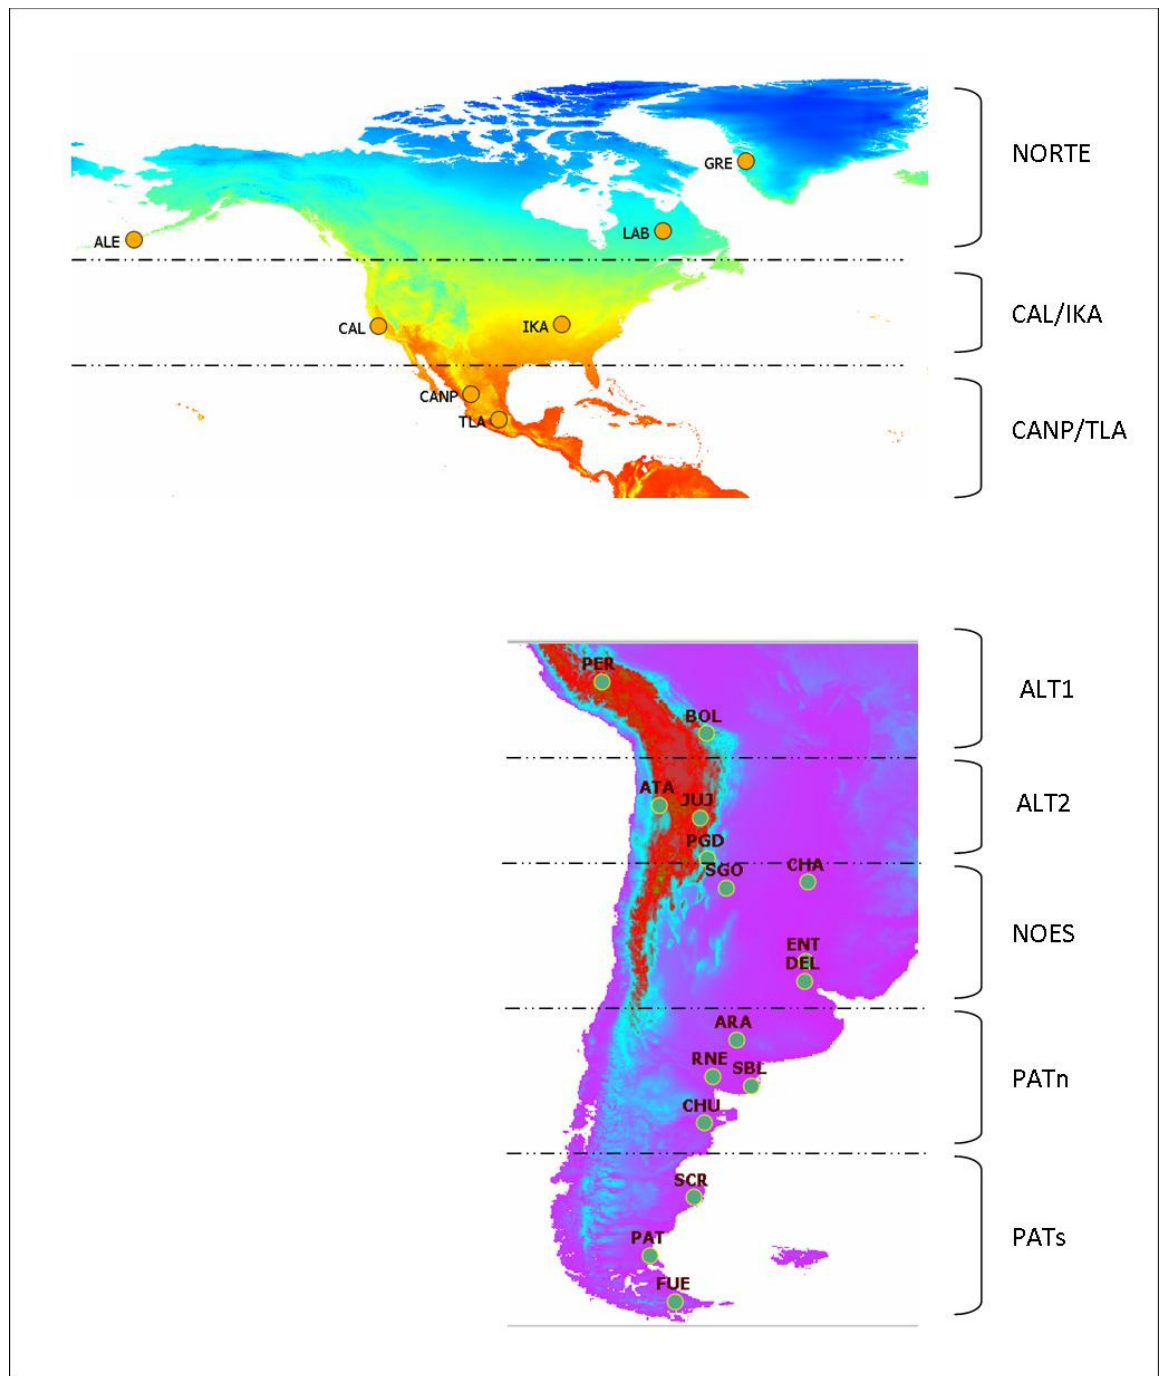 NORTE
GRE
LAB
ALE
CAL/IKA
CAL
IKA
CANP
TLA
CANP/TLA
PER
ALT1
BOL
ATA
JUJ
ALT2
PGD
SGO
CHA
NOES
ENT
DEL
ARA
RNE
SBL
PATn
CHU
SCR
PAT
PATs
FUE